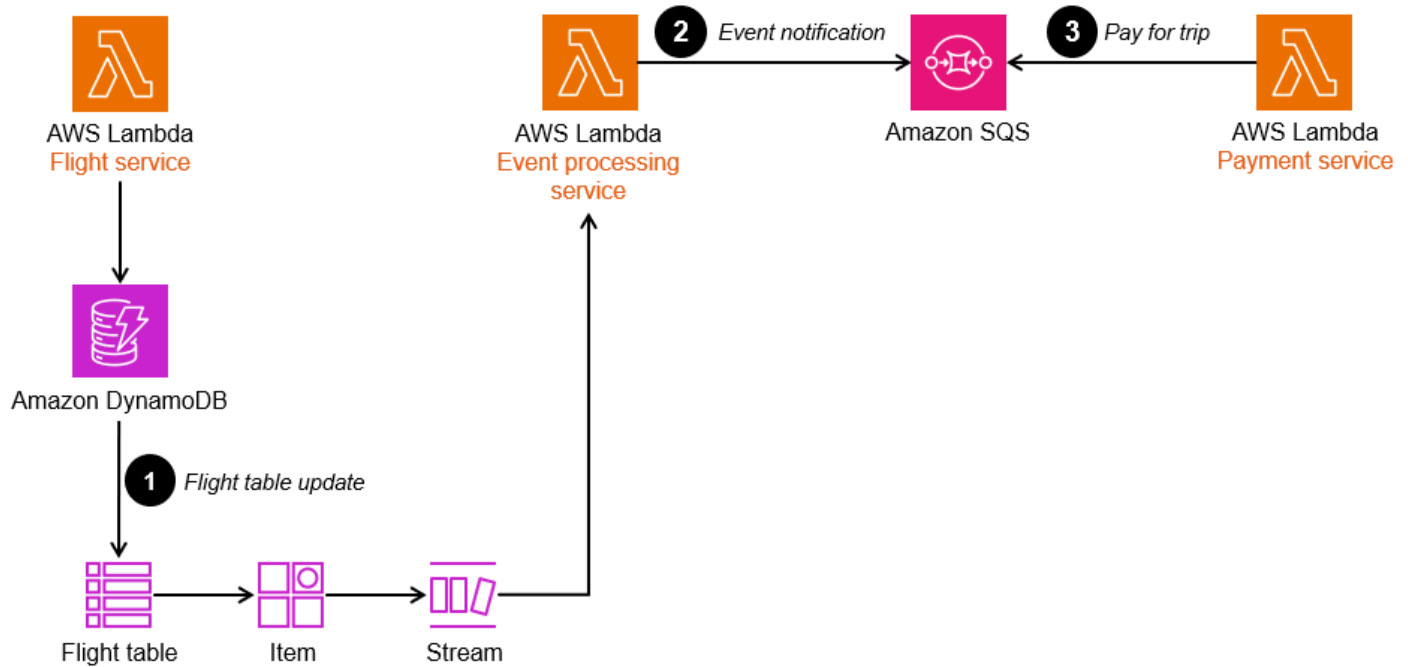 AWS Lambda
Flight service
Amazon DynamoDB
1 Flight table update
Flight table
Item
Stream
AWS Lambda
Event processing
service
2 Event notification
Amazon SQS
3 Pay for trip
AWS Lambda
Payment service